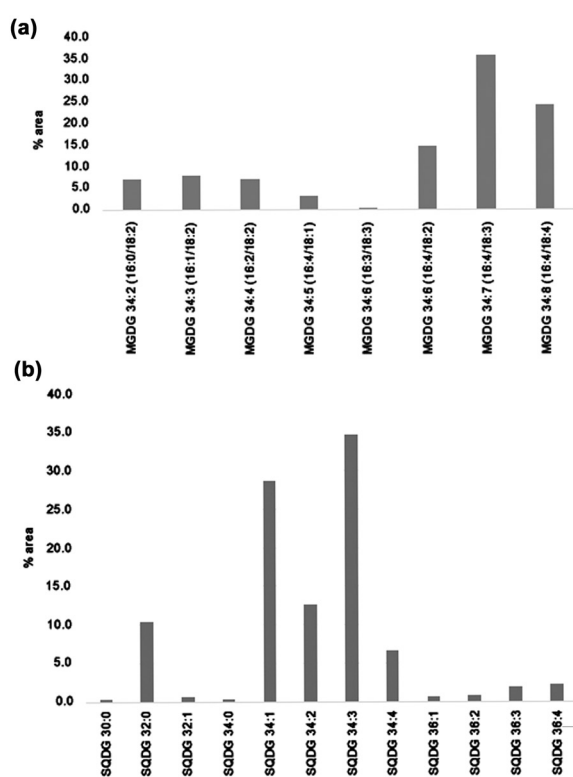 (a)
% area
40.0
35.0
30.0
25.0
20.0
15.0
10.0
5.0
0.0
MGDG 34:2 (16:0/18:2)
MGDG 34:3 (16:1/18:2)
MGDG 34:4 (16:2/18:2)
MGDG 34:5 (16:4/18:1)
MGDG 34:6 (16:3/18:3)
MGDG 34:6 (16:4/18:2)
MGDG 34:7 (16:4/18:3)
MGDG 34:8 (16:4/18:4)
(b)
% area
40.0
35.0
30.0
25.0
20.0
15.0
10.0
5.0
0.0
SQDG 30:0
SQDG 32:0
SQDG 32:1
SQDG 34:0
SQDG 34:1
SQDG 34:2
SQDG 34:3
SQDG 34:4
SQDG 36:1
SQDG 36:2
SQDG 36:3
SQDG 36:4